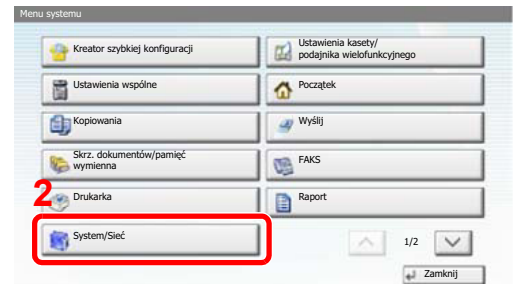 Menu systemu
Kreator szybkiej konfiguracji
Ustawienia kasety/
podajnika wielofunkcyjnego
Ustawienia wspólne
Początek
Kopiowania
Wyślij
Skrz. dokumentów/pamięć
wymienna
FAKS
2
Drukarka
Raport
System/Sieć
1/2
Zamknij